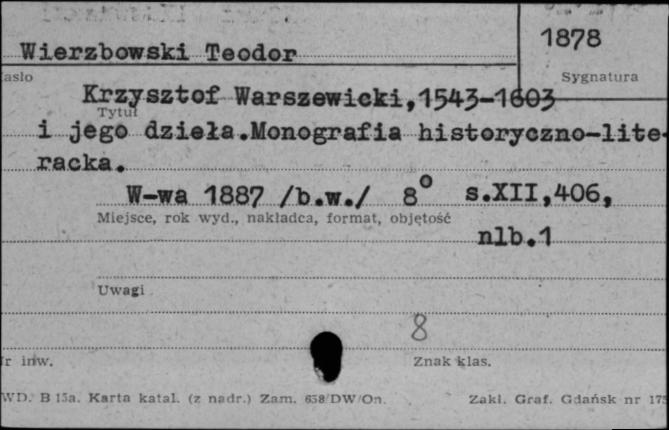 1878
Wierzbowski Teodor
asło
Sygnatura
Krzysztof Warszewicki,1543-1603
Tytuł
i jego dzieła.Monografia historyczno-lite-
racka.
W-wa 1887 /b.w./ 8° s.XII,406,
Miejsce, rok wyd., nakładca, format, objętość
nlb.1
Uwagi
8
r inw.
Znak klas.
WD. B 15a. Karta katal. (z nadr.) Zam. 658/DW/On.
Zakł. Graf. Gdańsk nr 175